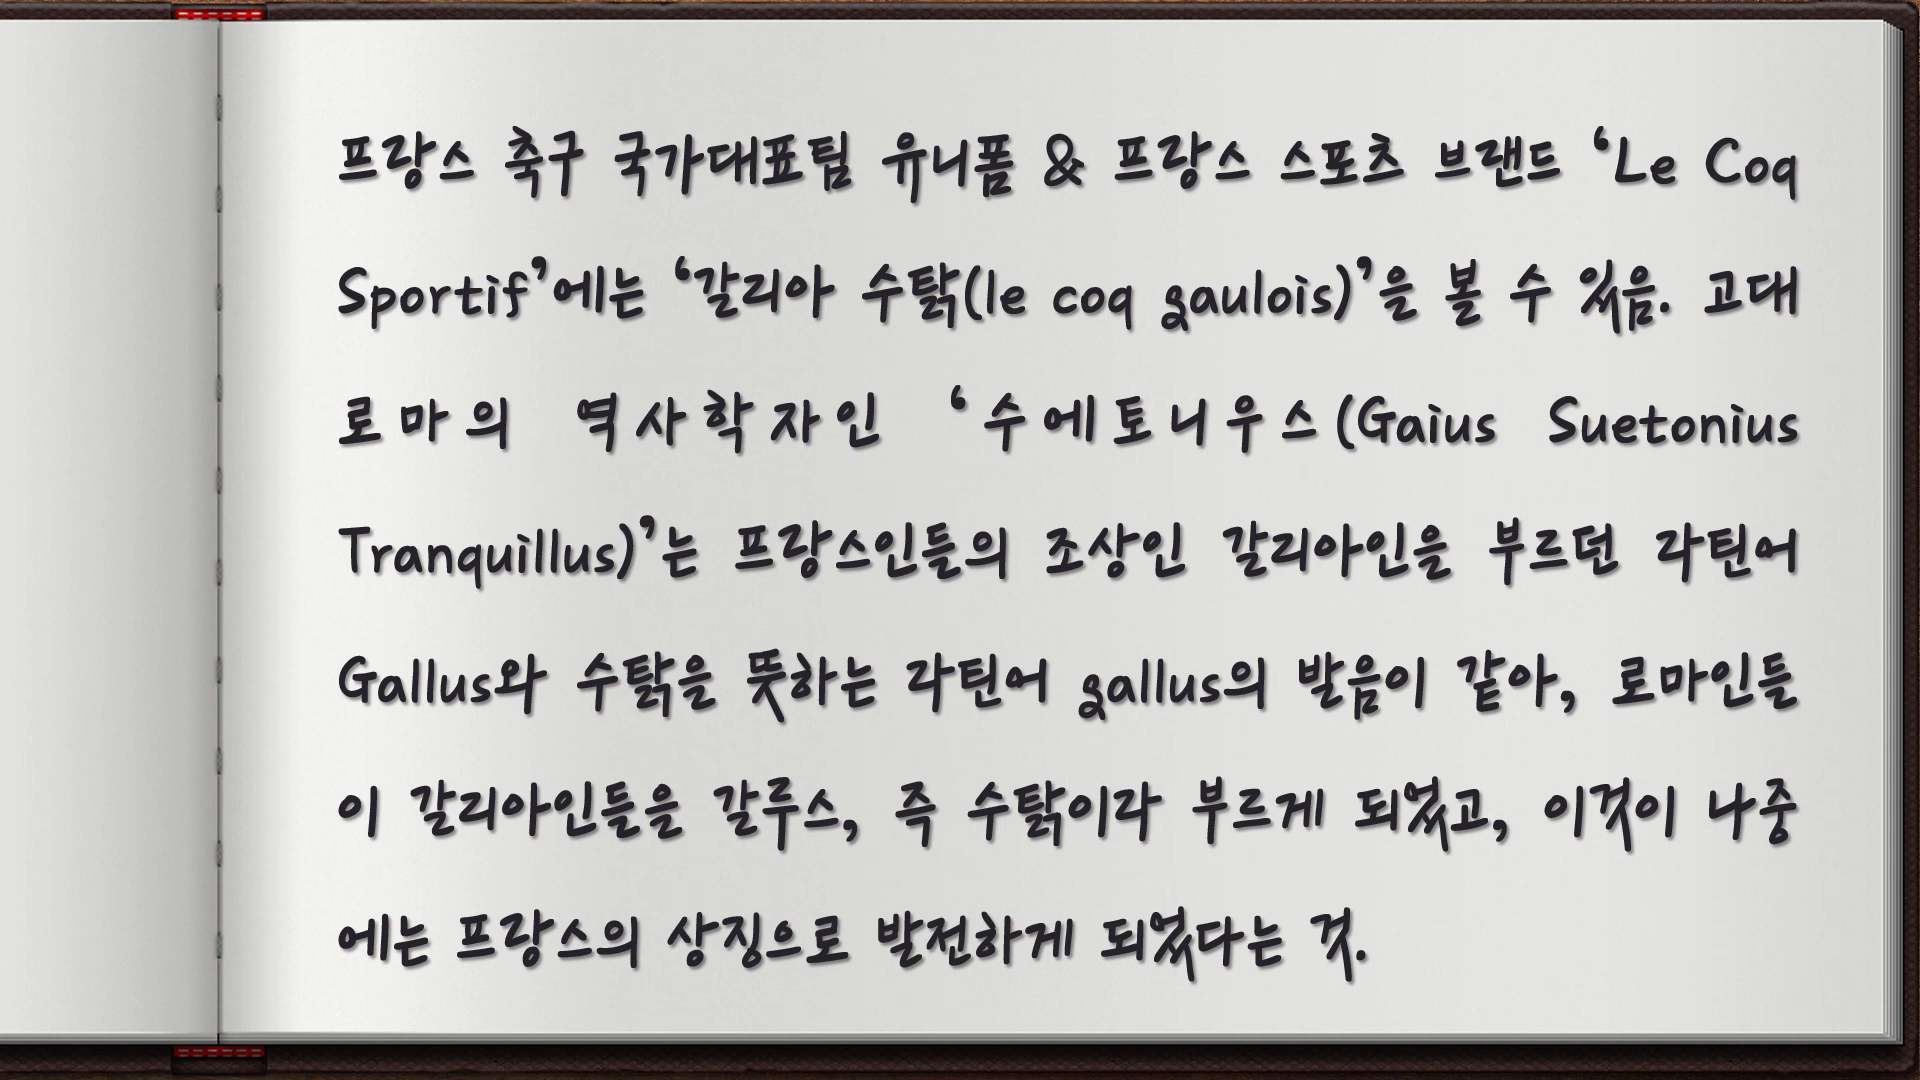 프랑스 축구 국가대표팀 유니폼 & 프랑스 스포츠 브랜드 ‘Le Coq
Sportif’에는 ‘갈리아 수탉(le coq gaulois)’을 볼 수 있음. 고대
로마의 역사학자인 ‘수에토니우스(Gaius Suetonius
Tranquillus)’는 프랑스인들의 조상인 갈리아인을 부르던 라틴어
Gallus와 수탉을 뜻하는 라틴어 gallus의 발음이 같아, 로마인들
이 갈리아인들을 갈루스, 즉 수탉이라 부르게 되었고, 이것이 나중
에는 프랑스의 상징으로 발전하게 되었다는 것.